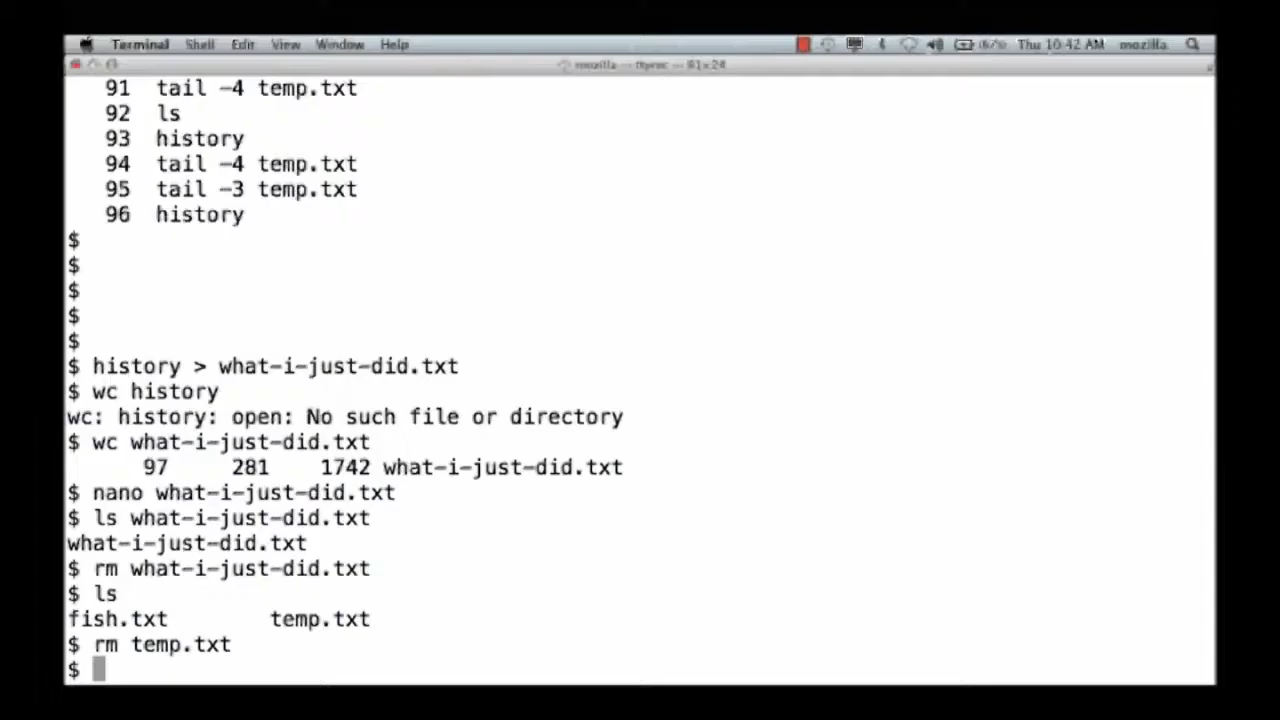 Terminal Shell Edit View Window Help Thu 10:42 AM mozilla
91 tail -4 temp.txt
92 ls
93 history
94 tail -4 temp.txt
95 tail -3 temp.txt
96 history
$
$
$
$
$
$ history > what-i-just-did.txt
$ wc history
wc: history: open: No such file or directory
$ wc what-i-just-did.txt
97 281 1742 what-i-just-did.txt
$ nano what-i-just-did.txt
$ ls what-i-just-did.txt
what-i-just-did.txt
$ rm what-i-just-did.txt
$ ls
fish.txt temp.txt
$ rm temp.txt
$